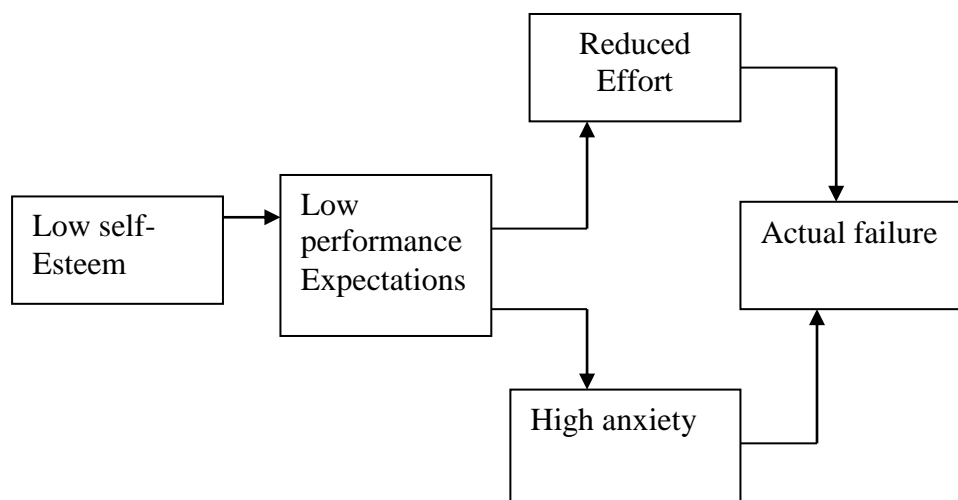 Low self-
Esteem
Low
performance
Expectations
Reduced
Effort
High anxiety
Actual failure